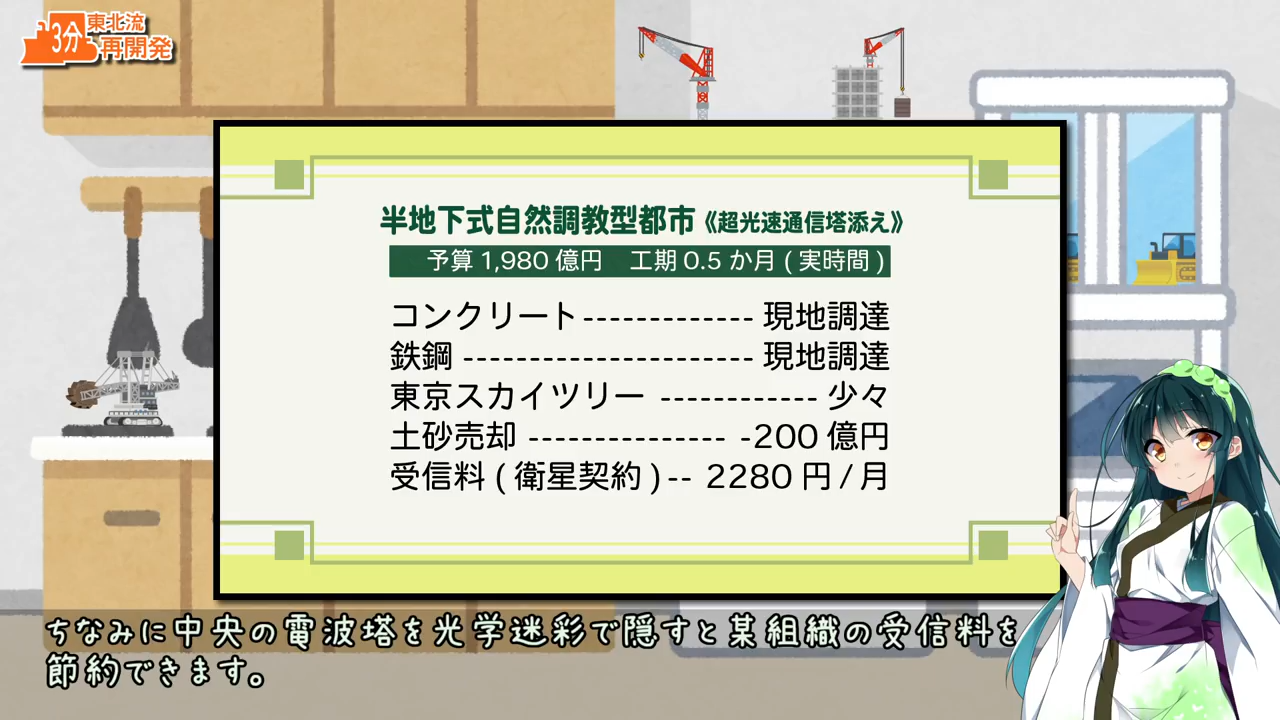 3分
東北流
再開発
半地下式自然調教型都市《超光速通信塔添え》
予算 1,980 億円 工期 0.5 か月 ( 実時間 )
コンクリート------------- 現地調達
鉄鋼 ---------------------- 現地調達
東京スカイツリー ------------ 少々
土砂売却 --------------- -200 億円
受信料 ( 衛星契約 )-- 2280 円 / 月
ちなみに中央の電波塔を光学迷彩で隠すと某組織の受信料を
節約できます。